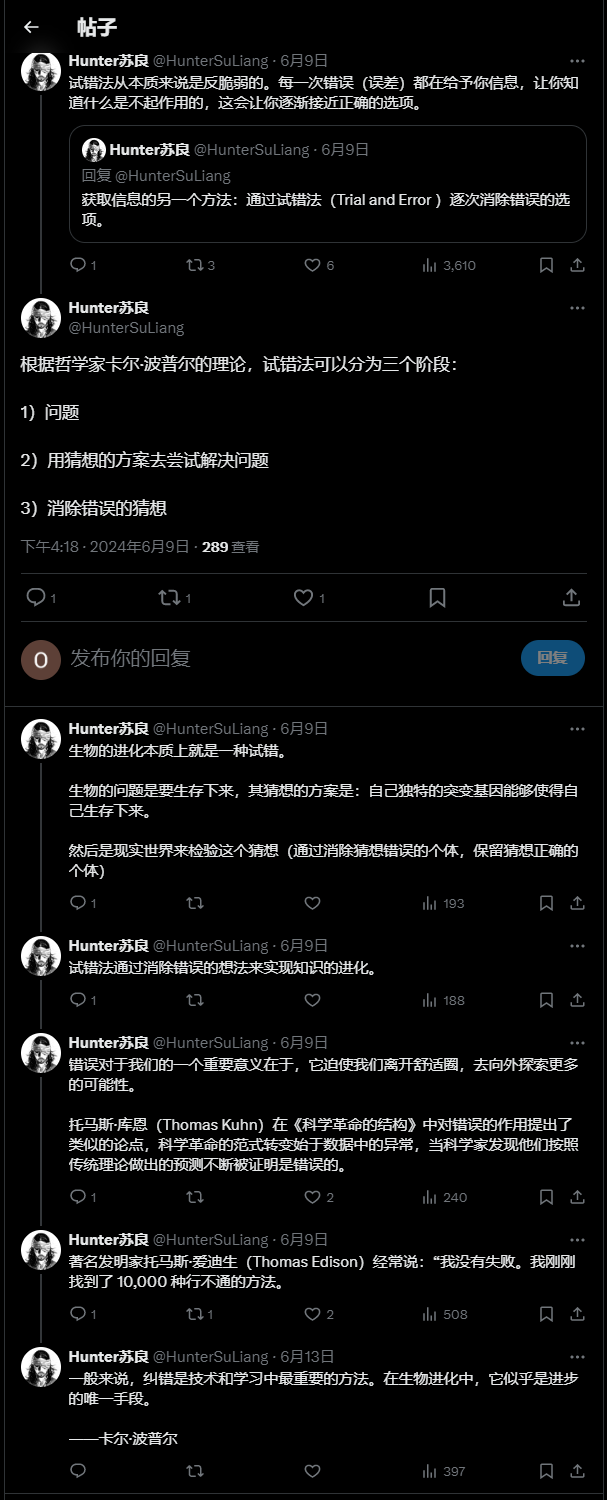 帖子
Hunter苏良 @HunterSuLiang · 6月9日
试错法从本质来说是反脆弱的。每一次错误（误差）都在给予你信息，让你知
道什么是不起作用的，这会让你逐渐接近正确的选项。
Hunter苏良 @HunterSuLiang · 6月9日
回复 @HunterSuLiang
获取信息的另一个方法：通过试错法（Trial and Error ）逐次消除错误的选
项。
1 3 6 3,610
Hunter苏良
@HunterSuLiang
根据哲学家卡尔·波普尔的理论，试错法可以分为三个阶段：
1）问题
2）用猜想的方案去尝试解决问题
3）消除错误的猜想
下午4:18 · 2024年6月9日 · 289 查看
1 1 1
O 发布你的回复 回复
Hunter苏良 @HunterSuLiang · 6月9日
生物的进化本质上就是一种试错。
生物的问题是要生存下来，其猜想的方案是：自己独特的突变基因能够使得自
己生存下来。
然后是现实世界来检验这个猜想（通过消除猜想错误的个体，保留猜想正确的
个体）
1 193
Hunter苏良 @HunterSuLiang · 6月9日
试错法通过消除错误的想法来实现知识的进化。
1 188
Hunter苏良 @HunterSuLiang · 6月9日
错误对于我们的一个重要意义在于，它迫使我们离开舒适圈，去向外探索更多
的可能性。
托马斯·库恩（Thomas Kuhn）在《科学革命的结构》中对错误的作用提出了
类似的论点，科学革命的范式转变始于数据中的异常，当科学家发现他们按照
传统理论做出的预测不断被证明是错误的。
1 2 240
Hunter苏良 @HunterSuLiang · 6月9日
著名发明家托马斯·爱迪生（Thomas Edison）经常说：“我没有失败。我刚刚
找到了 10,000 种行不通的方法。
1 1 2 508
Hunter苏良 @HunterSuLiang · 6月13日
一般来说，纠错是技术和学习中最重要的方法。在生物进化中，它似乎是进步
的唯一手段。
——卡尔·波普尔
397